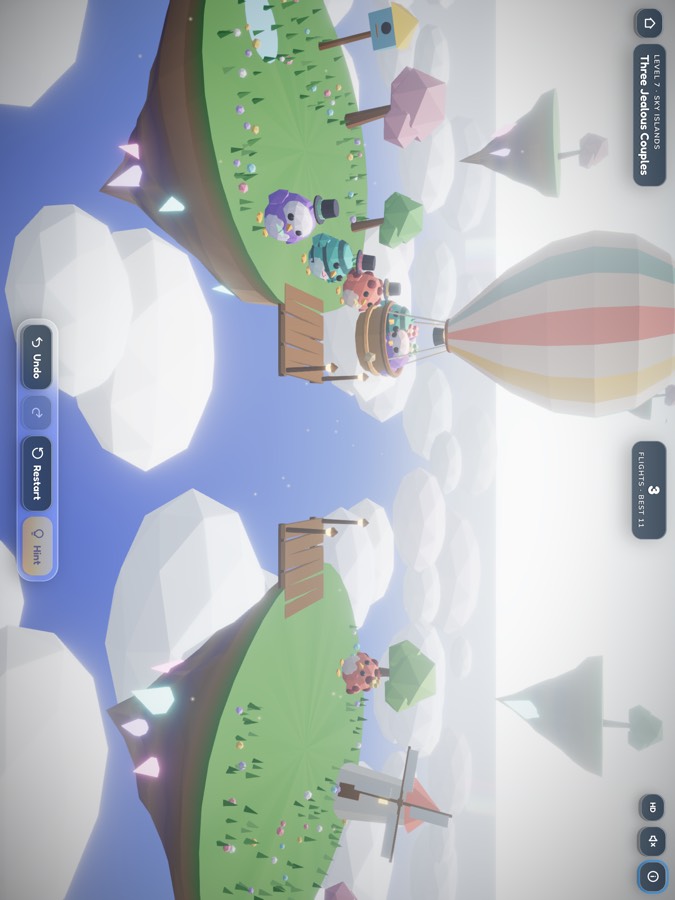 LEVEL 7 · SKY ISLANDS
Three Jealous Couples
3
FLIGHTS · BEST 11
HD
Undo
Restart
Hint